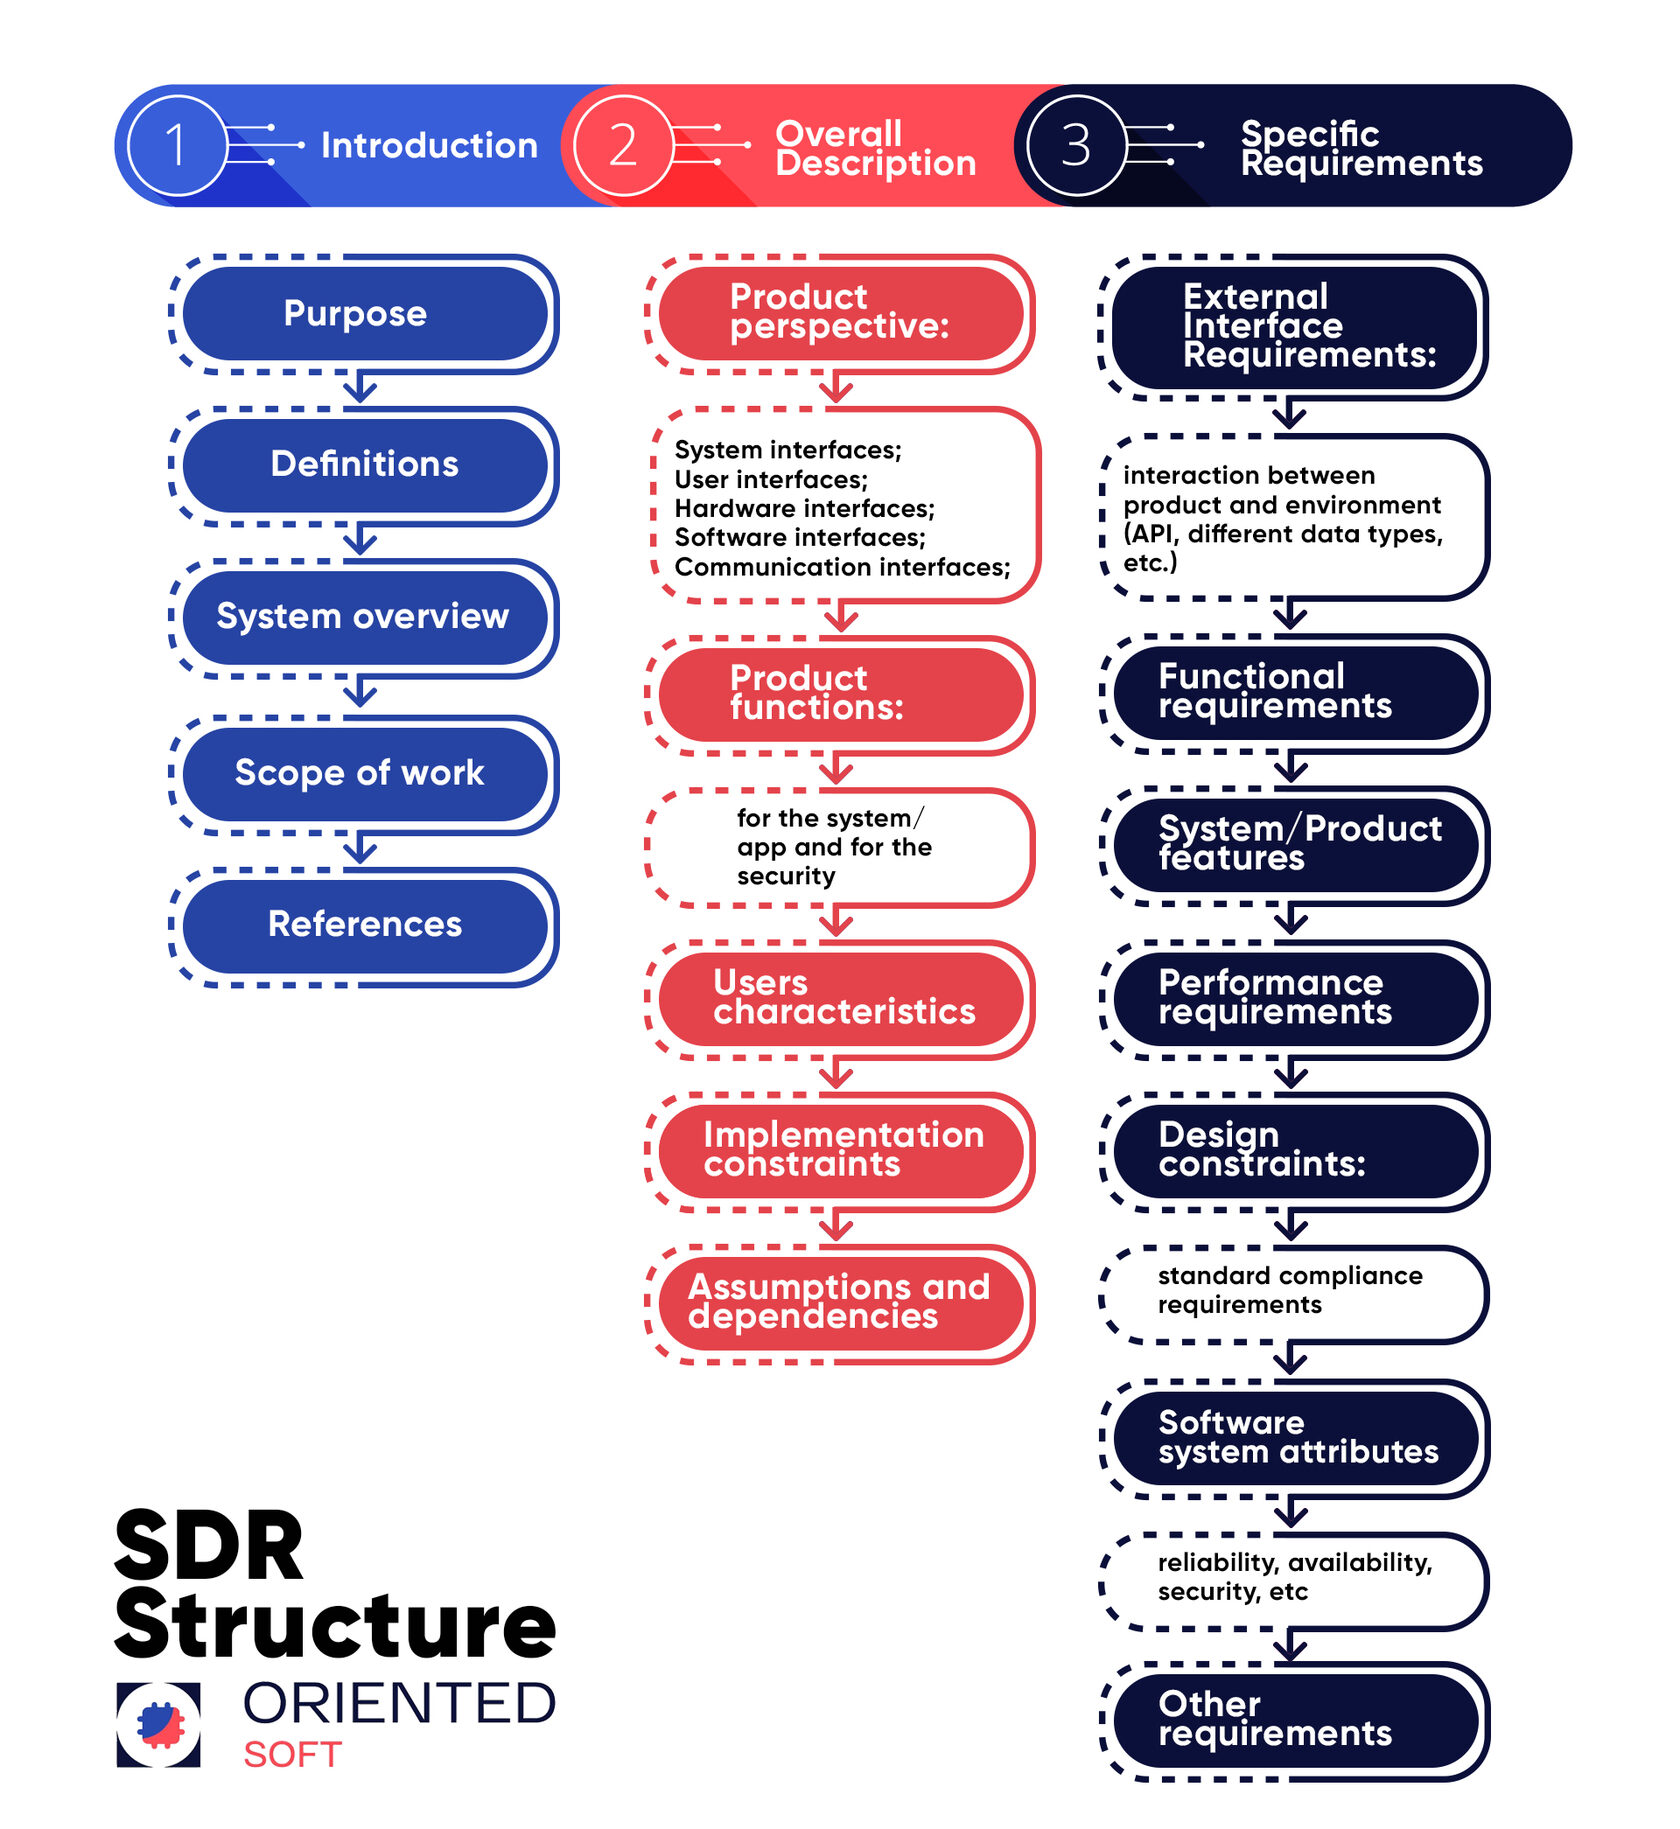 1
Introduction
2
Overall
Description
3
Specific
Requirements
Purpose
Definitions
System overview
Scope of work
References
Product
perspective:
System interfaces;
User interfaces;
Hardware interfaces;
Software interfaces;
Communication interfaces;
Product
functions:
for the system/
app and for the
security
Users
characteristics
Implementation
constraints
Assumptions and
dependencies
External
Interface
Requirements:
interaction between
product and environment
(API, different data types,
etc.)
Functional
requirements
System/Product
features
Performance
requirements
Design
constraints:
standard compliance
requirements
Software
system attributes
reliability, availability,
security, etc
Other
requirements
SDR
Structure
ORIENTED
SOFT